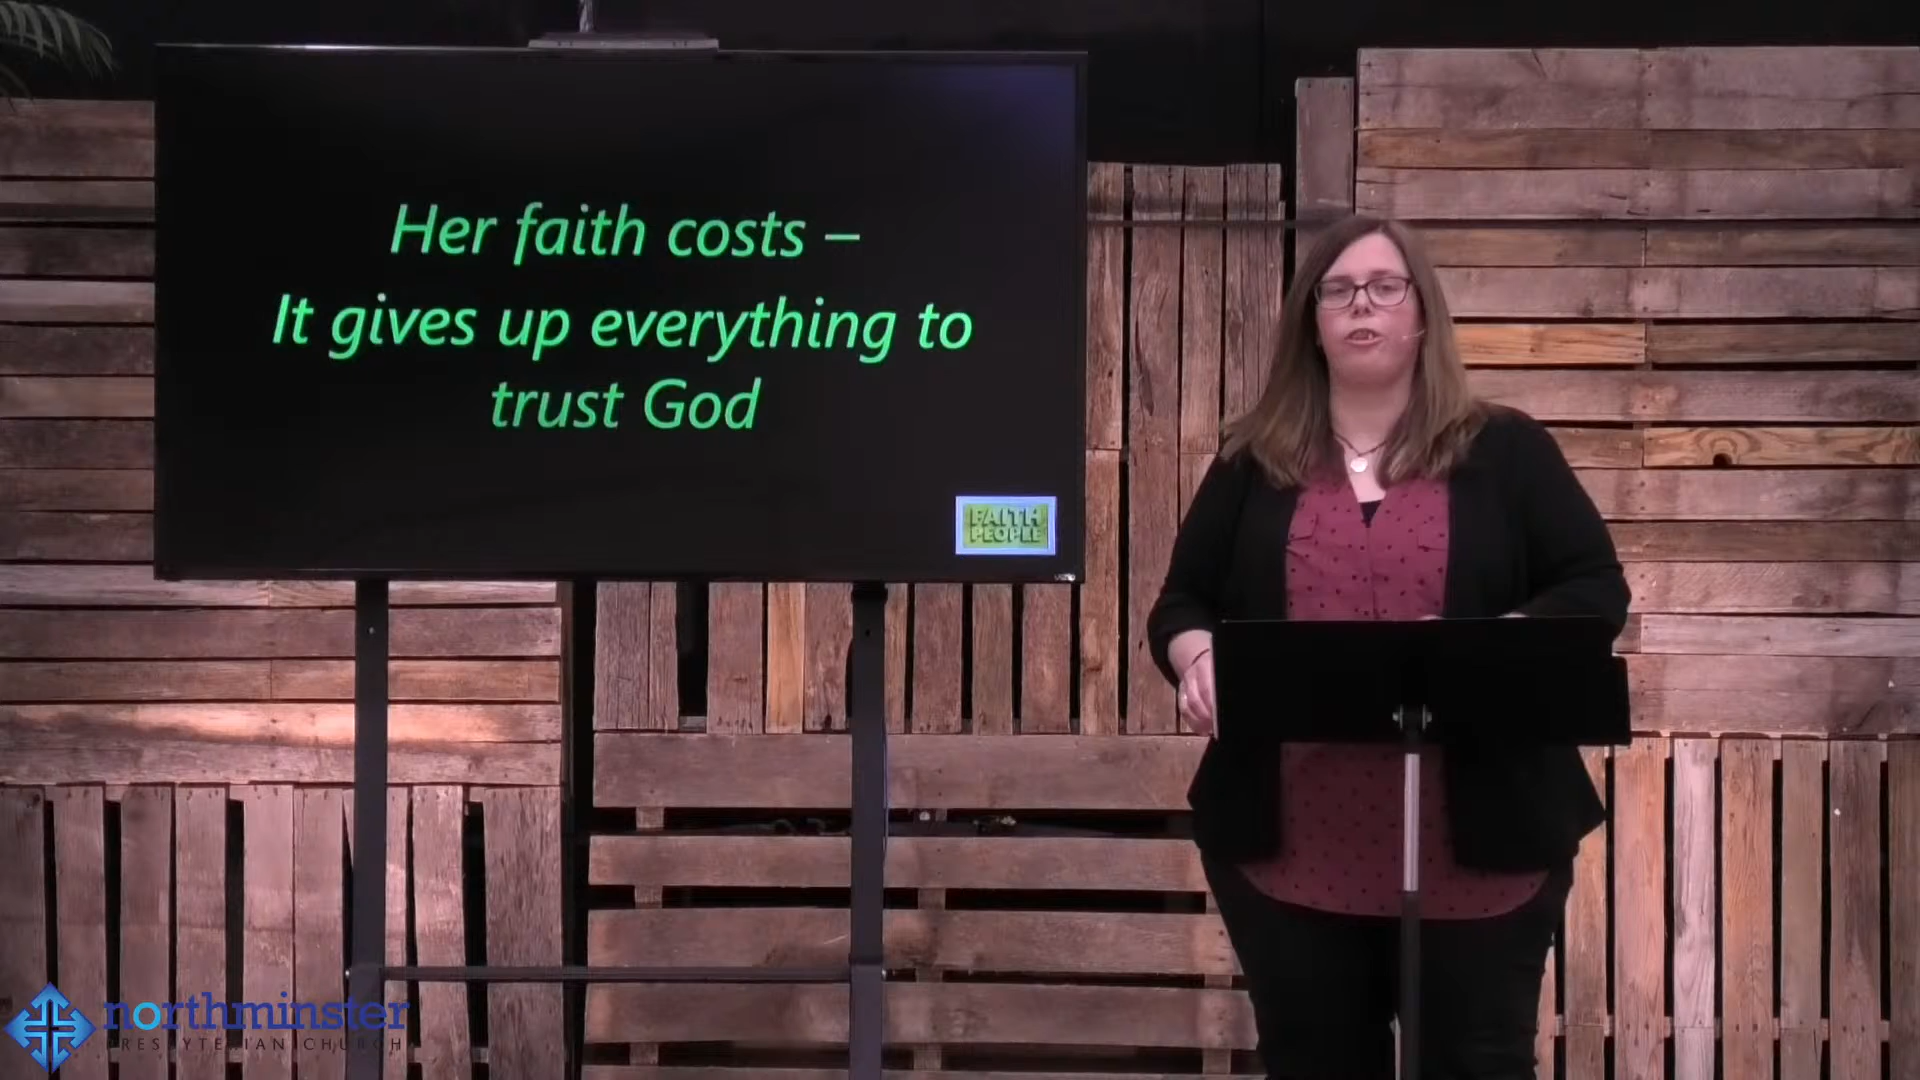 Her faith costs –
It gives up everything to
trust God
FAITH
PEOPLE
northminster
PRESBYTERIAN CHURCH